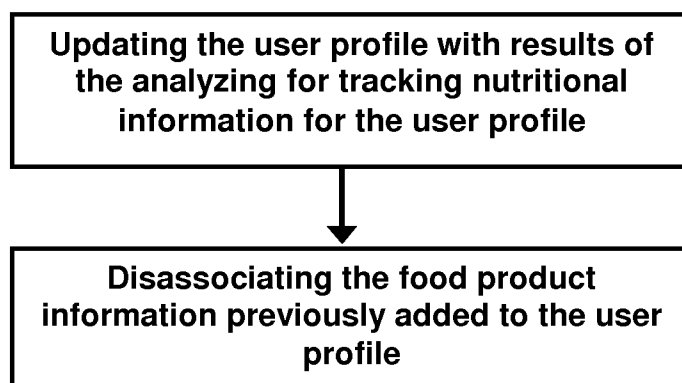 Updating the user profile with results of
the analyzing for tracking nutritional
information for the user profile
Disassociating the food product
information previously added to the user
profile